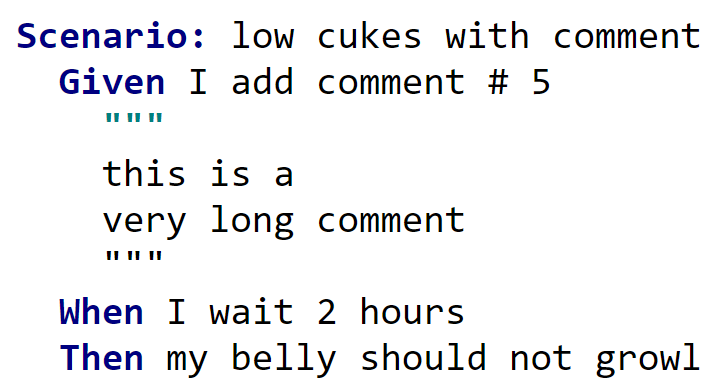 Scenario: low cukes with comment
Given I add comment # 5
"""
this is a
very long comment
"""
When I wait 2 hours
Then my belly should not growl